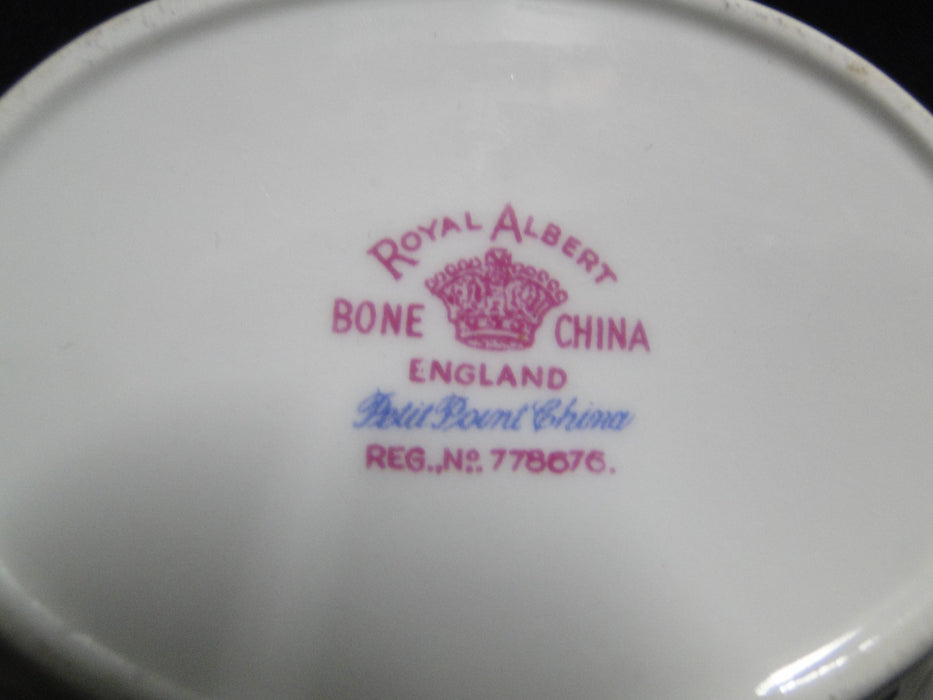 ROYAL ALBERT
BONE CHINA
ENGLAND
Petit Point China
REG., Nº. 778676.